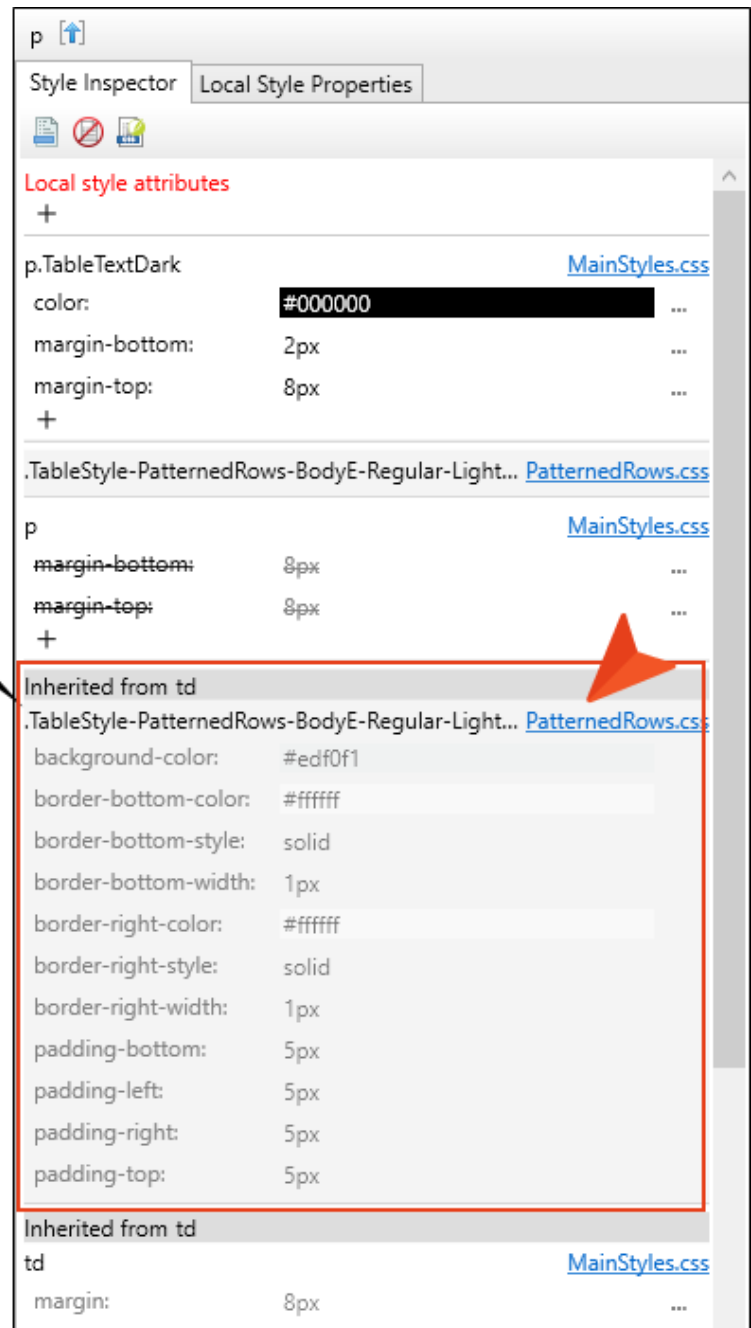 p
Style Inspector Local Style Properties
Local style attributes
+
p.TableTextDark MainStyles.css
color: #000000 ...
margin-bottom: 2px ...
margin-top: 8px ...
+
.TableStyle-PatternedRows-BodyE-Regular-Light... PatternedRows.css
p MainStyles.css
margin-bottom: 8px ...
margin-top: 8px ...
+
Inherited from td
.TableStyle-PatternedRows-BodyE-Regular-Light... PatternedRows.css
background-color: #edf0f1
border-bottom-color: #ffffff
border-bottom-style: solid
border-bottom-width: 1px
border-right-color: #ffffff
border-right-style: solid
border-right-width: 1px
padding-bottom: 5px
padding-left: 5px
padding-right: 5px
padding-top: 5px
Inherited from td
td MainStyles.css
margin: 8px ...